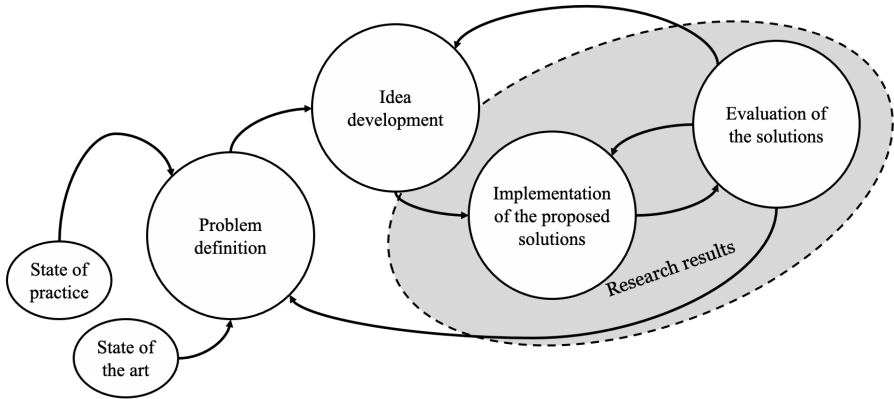 Idea
development
Evaluation of
the solutions
Problem
definition
Implementation
of the proposed
solutions
State of
practice
Research results
State of
the art